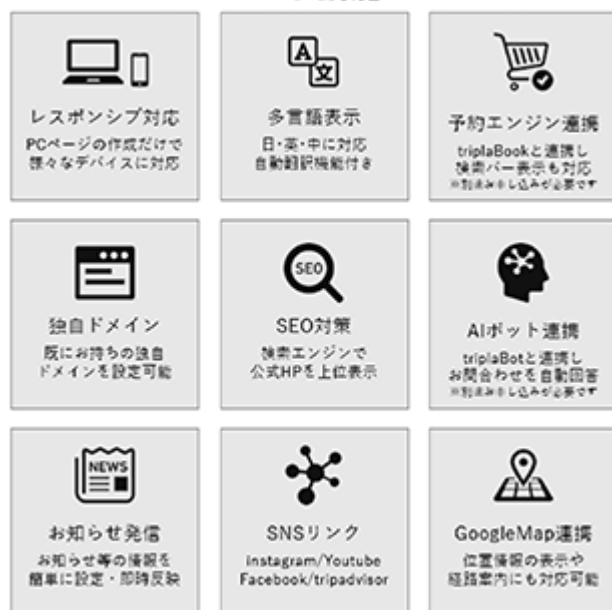 レスポンシブ対応
PCページの作成だけで
様々なデバイスに対応
A
文
多言語表示
日・英・中に対応
自動翻訳機能付き
予約エンジン連携
triplaBookと連携し
検索バー表示も対応
※別途お申し込みが必要です
独自ドメイン
既にお持ちの独自
ドメインを設定可能
SEO
SEO対策
検索エンジンで
公式HPを上位表示
AIボット連携
triplaBotと連携し
お問合わせを自動回答
※別途お申し込みが必要です
NEWS
お知らせ発信
お知らせ等の情報を
簡単に設定・即時反映
SNSリンク
Instagram/Youtube
Facebook/tripadvisor
GoogleMap連携
位置情報の表示や
経路案内にも対応可能